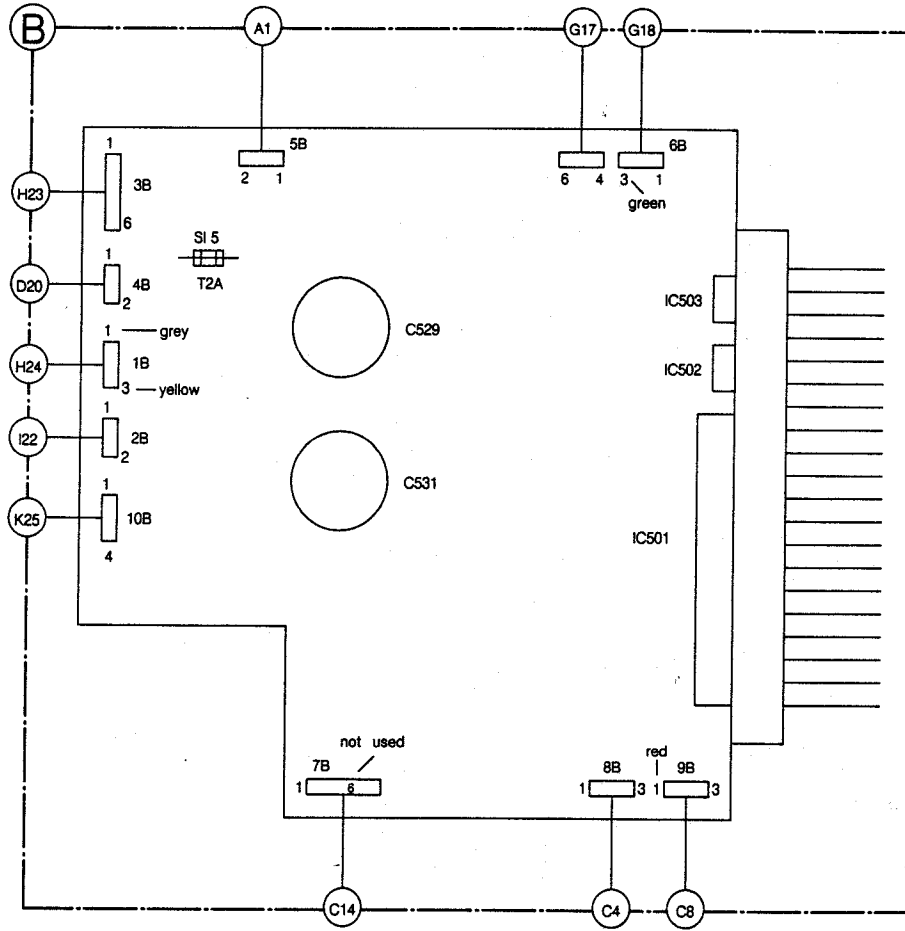 B
A1
G17
G18
1
5B
2 1
6 4
6B
3 1
green
H23
3B
6
SI 5
T2A
1
D20
4B
2
IC503
C529
1 grey
H24
1B
3 yellow
IC502
1
I22
2B
2
C531
1
K25
10B
4
IC501
not used
7B
1 6
red
8B
1 3
9B
1 3
C14
C4
C8